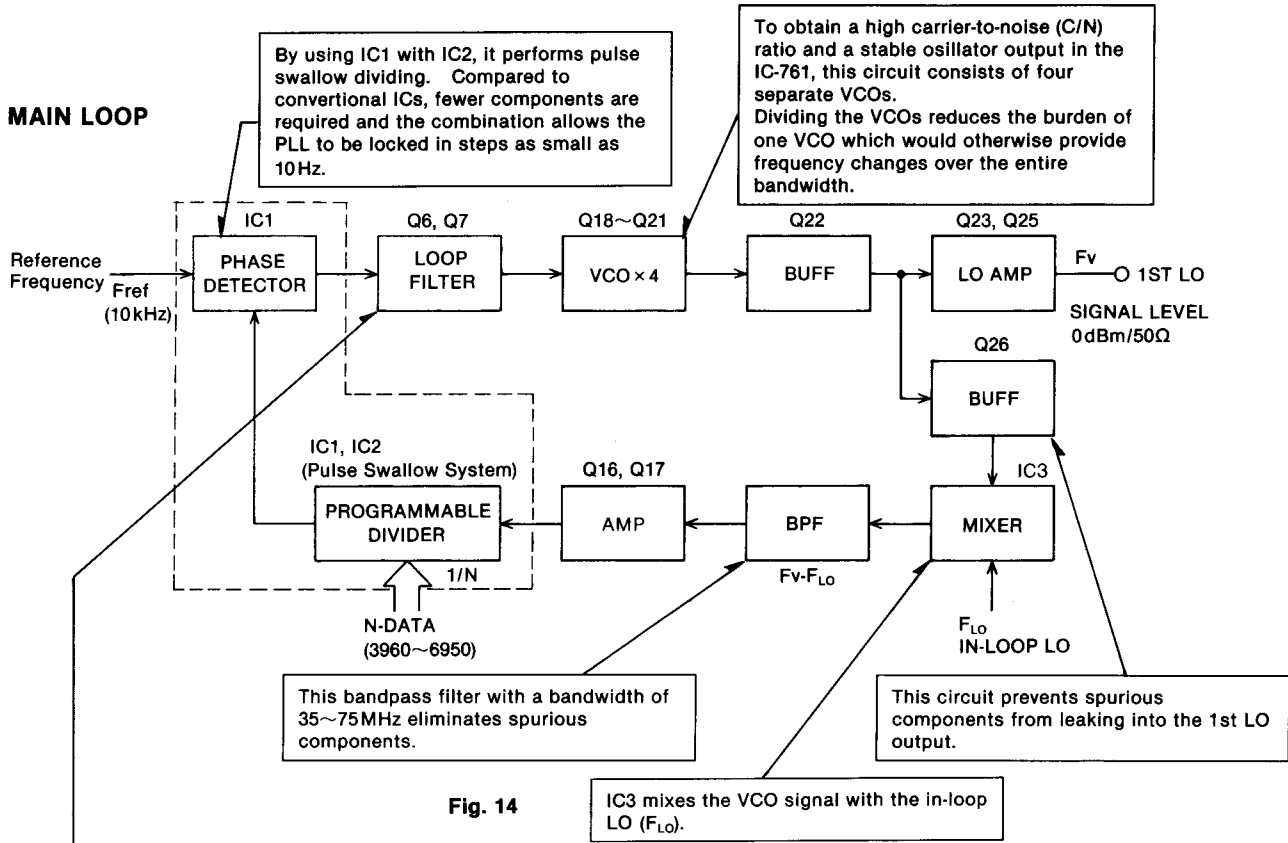 By using IC1 with IC2, it performs pulse
swallow dividing. Compared to
convertional ICs, fewer components are
required and the combination allows the
PLL to be locked in steps as small as
10Hz.
To obtain a high carrier-to-noise (C/N)
ratio and a stable osillator output in the
IC-761, this circuit consists of four
separate VCOs.
Dividing the VCOs reduces the burden of
one VCO which would otherwise provide
frequency changes over the entire
bandwidth.
MAIN LOOP
Reference
Frequency
Fref
(10kHz)
IC1
PHASE
DETECTOR
Q6, Q7
LOOP
FILTER
Q18~Q21
VCO×4
Q22
BUFF
Q23, Q25
LO AMP
Fv
1ST LO
SIGNAL LEVEL
0dBm/50Ω
Q26
BUFF
IC1, IC2
(Pulse Swallow System)
PROGRAMMABLE
DIVIDER
1/N
N-DATA
(3960~6950)
Q16, Q17
AMP
BPF
Fv-FLO
IC3
MIXER
FLO
IN-LOOP LO
This bandpass filter with a bandwidth of
35~75MHz eliminates spurious
components.
This circuit prevents spurious
components from leaking into the 1st LO
output.
IC3 mixes the VCO signal with the in-loop
LO (FLO).
Fig. 14